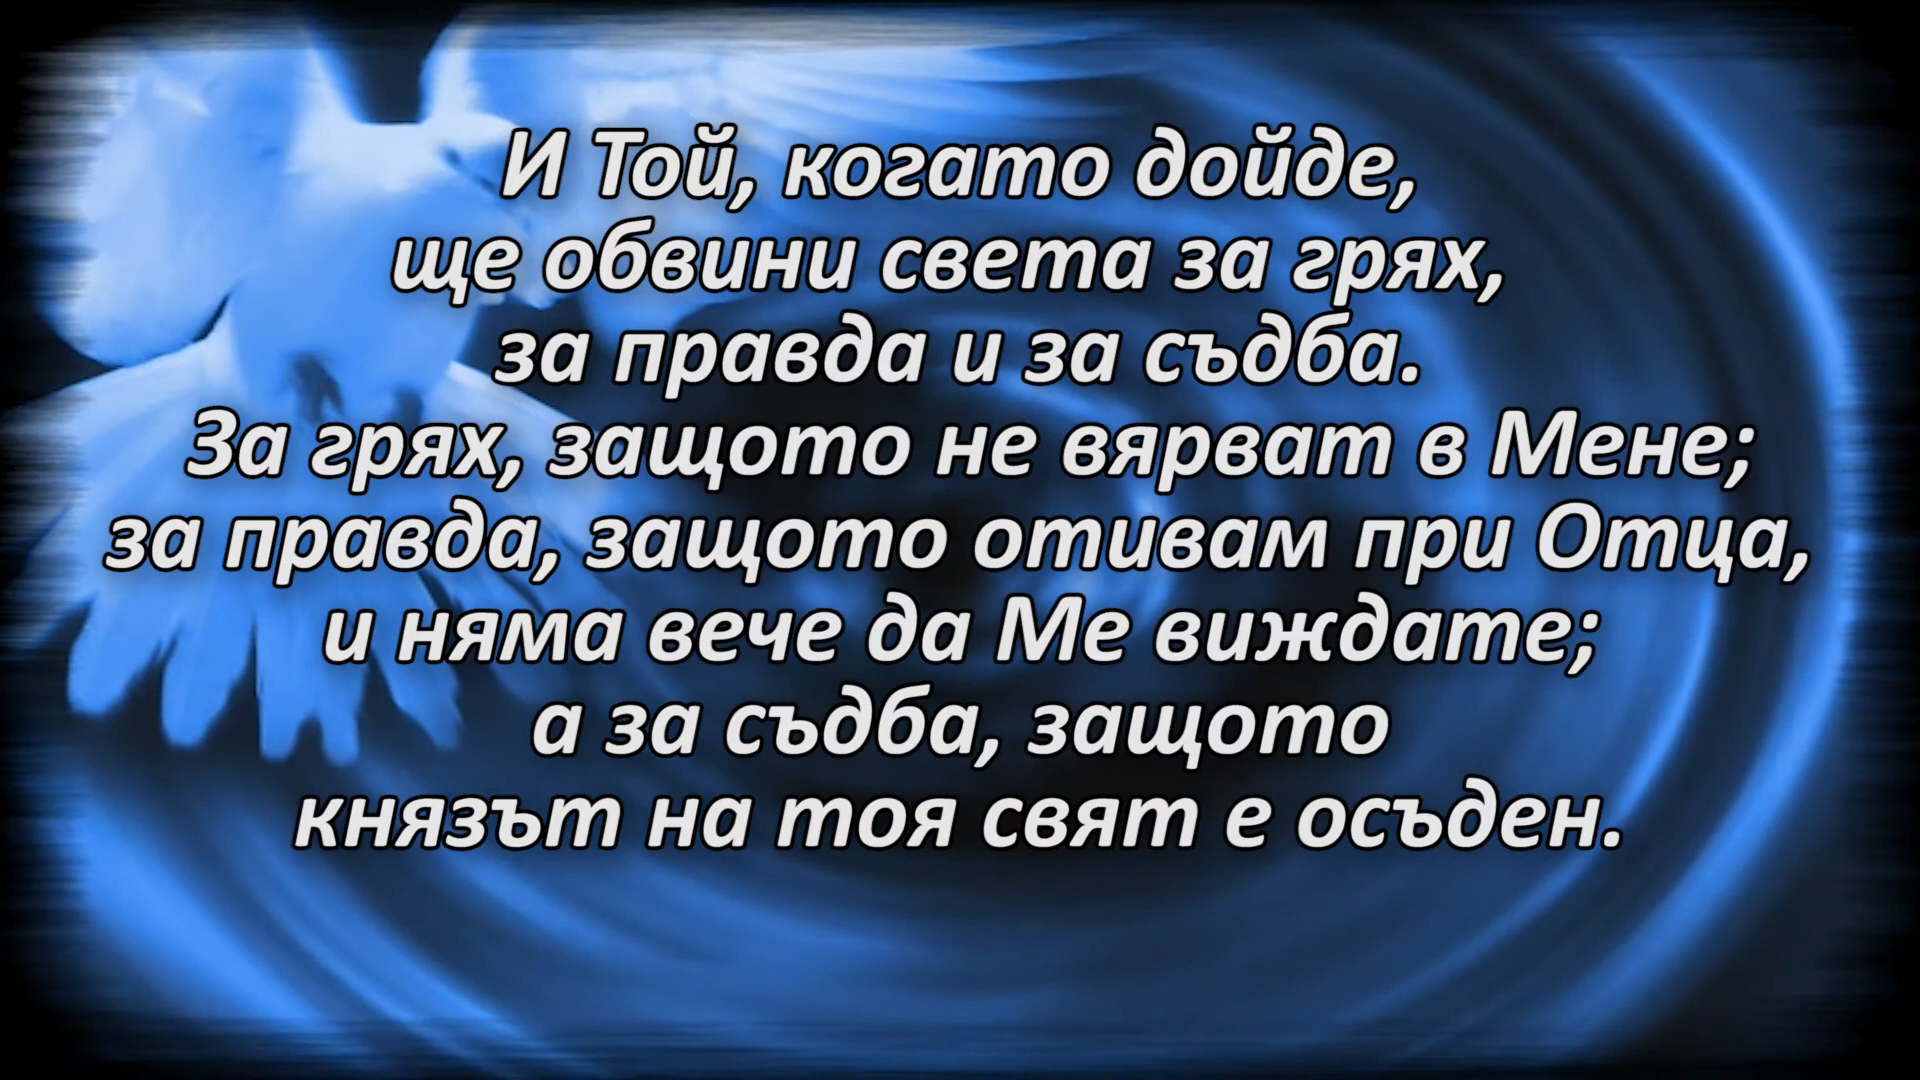 И Той, когато дойде,
ще обвини света за грях,
за правда и за съдба.
За грях, защото не вярват в Мене;
за правда, защото отивам при Отца,
и няма вече да Ме виждате;
а за съдба, защото
князът на тоя свят е осъден.